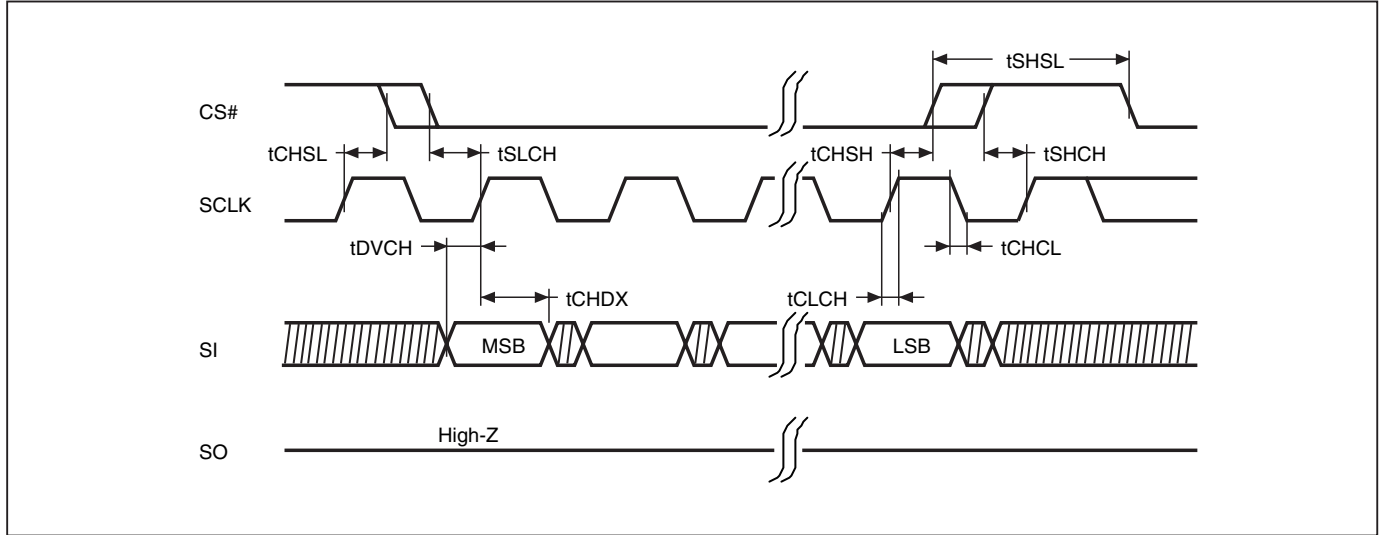 tSHSL
CS#
tCHSL
tSLCH
tCHSH
tSHCH
SCLK
tDVCH
tCHCL
tCHDX
tCLCH
SI
MSB
LSB
High-Z
SO